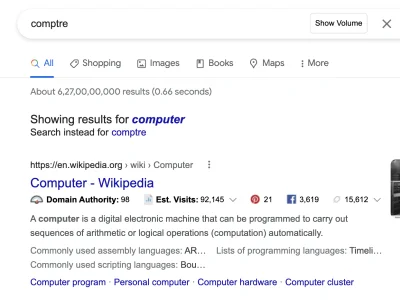 comptre
Show Volume
All Shopping Images Books Maps More
About 6,27,00,00,000 results (0.66 seconds)
Showing results for computer
Search instead for comptre
https://en.wikipedia.org › wiki › Computer
Computer - Wikipedia
Domain Authority: 98 Est. Visits: 92,145 21 3,619 15,612
A computer is a digital electronic machine that can be programmed to carry out
sequences of arithmetic or logical operations (computation) automatically.
Commonly used assembly languages: AR... Lists of programming languages: Timeli...
Commonly used scripting languages: Bou...
Computer program · Personal computer · Computer hardware · Computer cluster